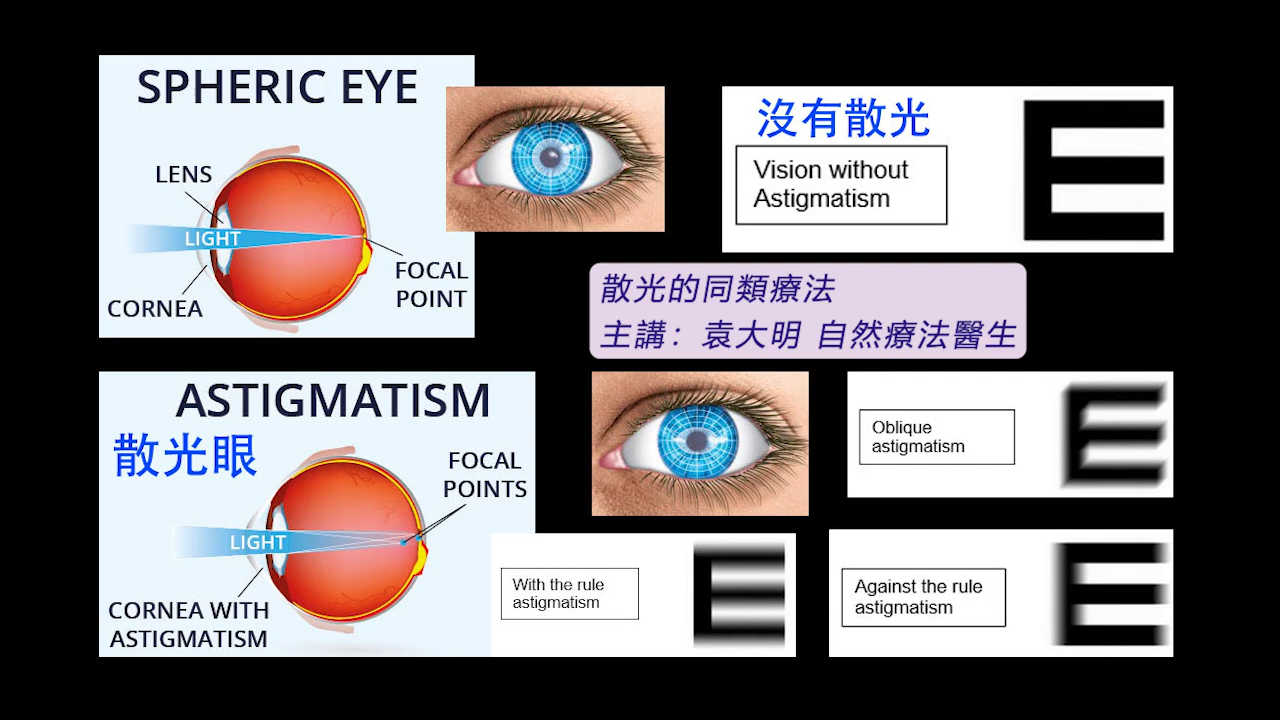 SPHERIC EYE
LENS
LIGHT
CORNEA
FOCAL
POINT
沒有散光
Vision without
Astigmatism
散光的同類療法
主講：袁大明 自然療法醫生
ASTIGMATISM
散光眼
FOCAL
POINTS
LIGHT
CORNEA WITH
ASTIGMATISM
Oblique
astigmatism
With the rule
astigmatism
Against the rule
astigmatism
E
E
E
E